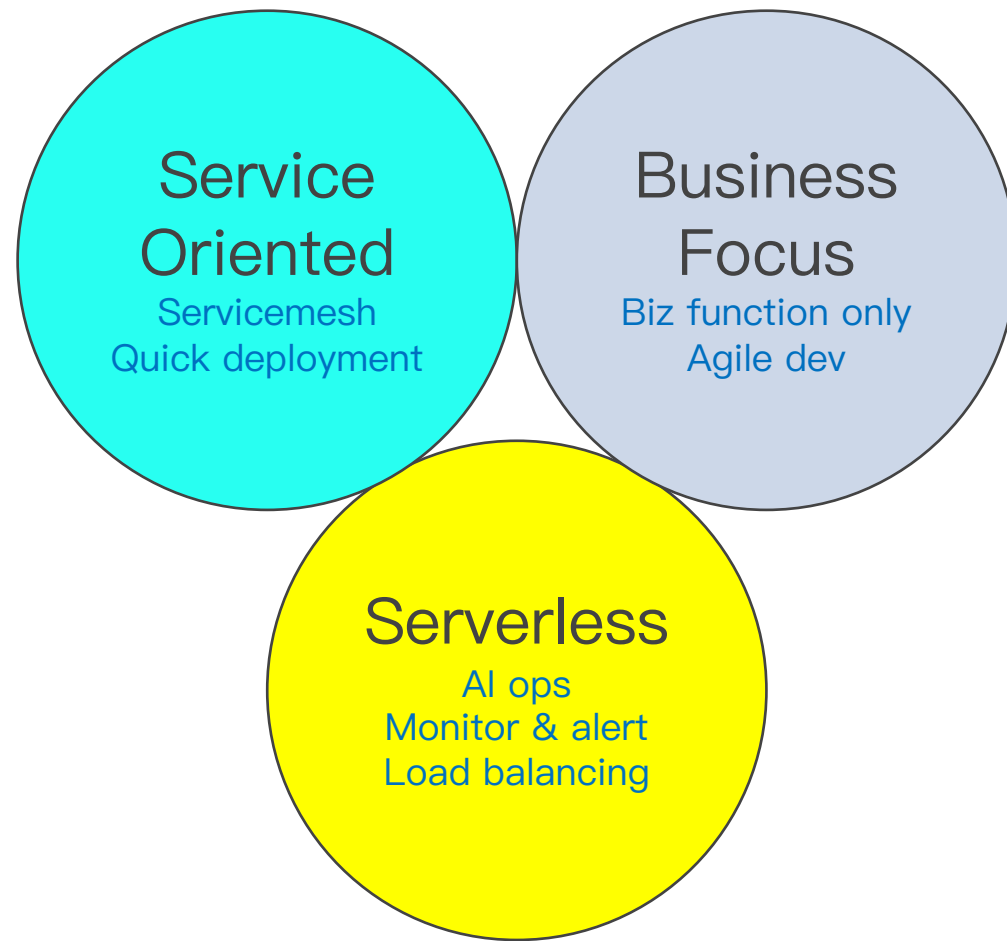 Service
Oriented
Servicemesh
Quick deployment
Business
Focus
Biz function only
Agile dev
Serverless
AI ops
Monitor & alert
Load balancing